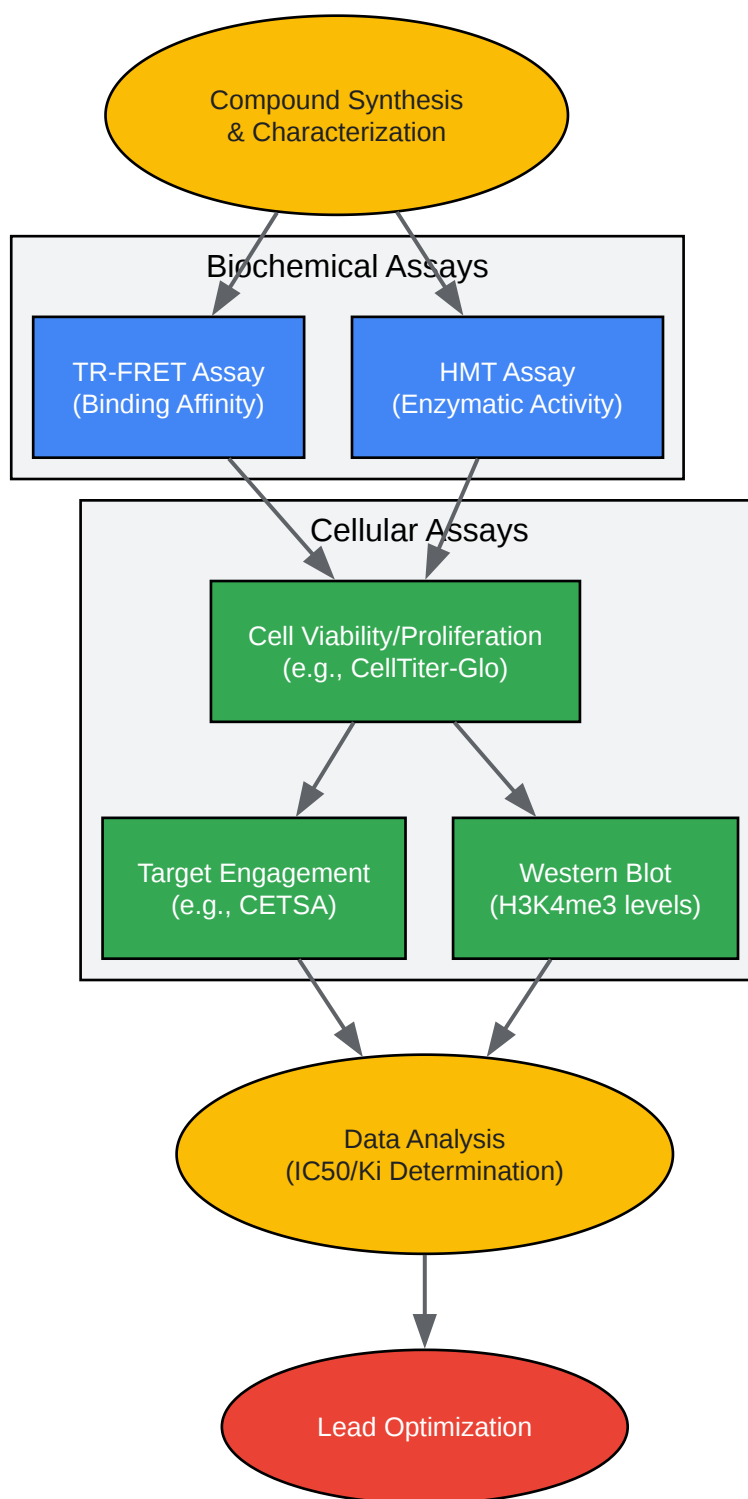 Compound Synthesis
& Characterization
Biochemical Assays
TR-FRET Assay
(Binding Affinity)
HMT Assay
(Enzymatic Activity)
Cellular Assays
Cell Viability/Proliferation
(e.g., CellTiter-Glo)
Target Engagement
(e.g., CETSA)
Western Blot
(H3K4me3 levels)
Data Analysis
(IC50/Ki Determination)
Lead Optimization